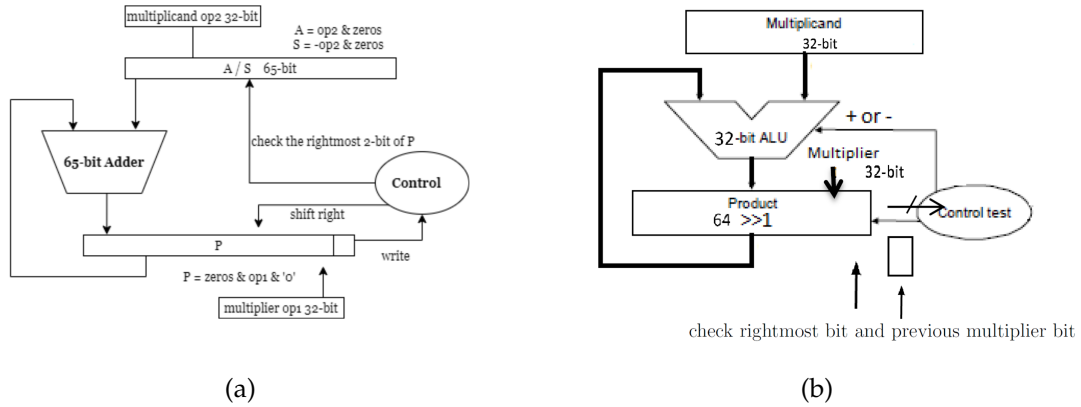 multiplicand op2 32-bit
A = op2 & zeros
S = -op2 & zeros
A / S 65-bit
check the rightmost 2-bit of P
65-bit Adder
Control
shift right
P
write
P = zeros & op1 & '0'
multiplier op1 32-bit
(a)
Multiplicand
32-bit
+ or -
32-bit ALU
Multiplier
32-bit
Product
64 >>1
Control test
check rightmost bit and previous multiplier bit
(b)